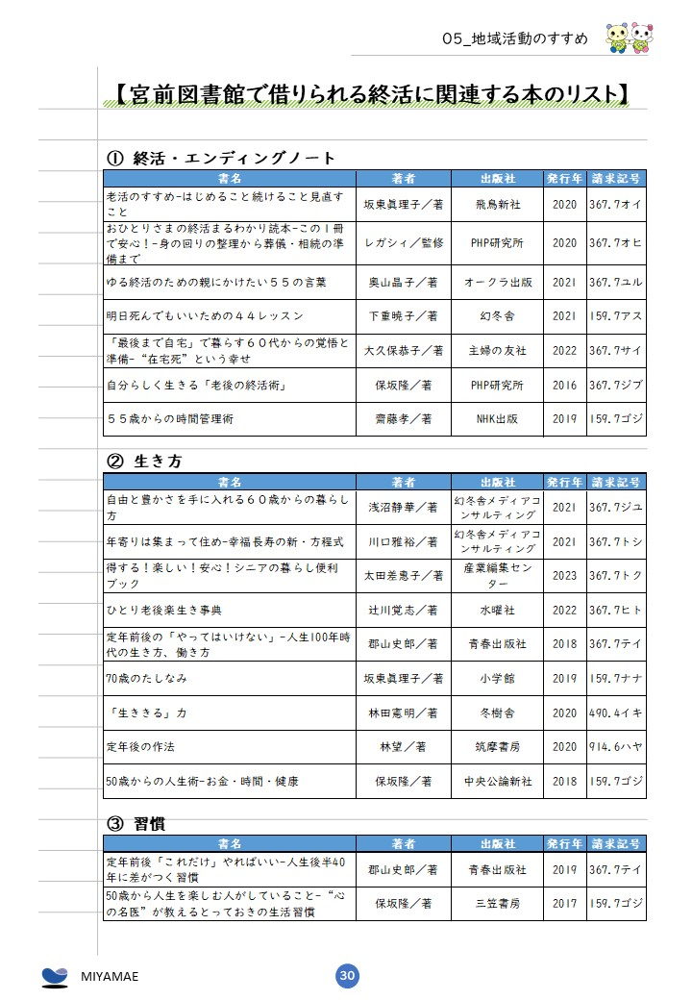 05_地域活動のすすめ
【宮前図書館で借りられる終活に関連する本のリスト】
① 終活・エンディングノート
書名 著者 出版社 発行年 請求記号
老活のすすめ-はじめること続けること見直す
こと 坂東眞理子／著 飛鳥新社 2020 367.7オイ
おひとりさまの終活まるわかり読本-この１冊
で安心！-身の回りの整理から葬儀・相続の準
備まで レガシィ／監修 PHP研究所 2020 367.7オヒ
ゆる終活のための親にかけたい５５の言葉 奥山晶子／著 オークラ出版 2021 367.7ユル
明日死んでもいいための４４レッスン 下重暁子／著 幻冬舎 2021 159.7アス
「最後まで自宅」で暮らす６０代からの覚悟と
準備-“在宅死”という幸せ 大久保恭子／著 主婦の友社 2022 367.7サイ
自分らしく生きる「老後の終活術」 保坂隆／著 PHP研究所 2016 367.7ジブ
５５歳からの時間管理術 齋藤孝／著 NHK出版 2019 159.7ゴジ
② 生き方
書名 著者 出版社 発行年 請求記号
自由と豊かさを手に入れる６０歳からの暮らし
方 浅沼静華／著 幻冬舎メディアコ
ンサルティング 2021 367.7ジユ
年寄りは集まって住め-幸福長寿の新・方程式 川口雅裕／著 幻冬舎メディアコ
ンサルティング 2021 367.7トシ
得する！楽しい！安心！シニアの暮らし便利
ブック 太田差惠子／著 産業編集セン
ター 2023 367.7トク
ひとり老後楽生き事典 辻川覚志／著 水曜社 2022 367.7ヒト
定年前後の「やってはいけない」-人生100年時
代の生き方、働き方 郡山史郎／著 青春出版社 2018 367.7テイ
70歳のたしなみ 坂東眞理子／著 小学館 2019 159.7ナナ
「生ききる」力 林田憲明／著 冬樹舎 2020 490.4イキ
定年後の作法 林望／著 筑摩書房 2020 914.6ハヤ
50歳からの人生術-お金・時間・健康 保坂隆／著 中央公論新社 2018 159.7ゴジ
③ 習慣
書名 著者 出版社 発行年 請求記号
定年前後「これだけ」やればいい-人生後半40
年に差がつく習慣 郡山史郎／著 青春出版社 2019 367.7テイ
50歳から人生を楽しむ人がしていること-“心
の名医”が教えるとっておきの生活習慣 保坂隆／著 三笠書房 2017 159.7ゴジ
MIYAMAE
30